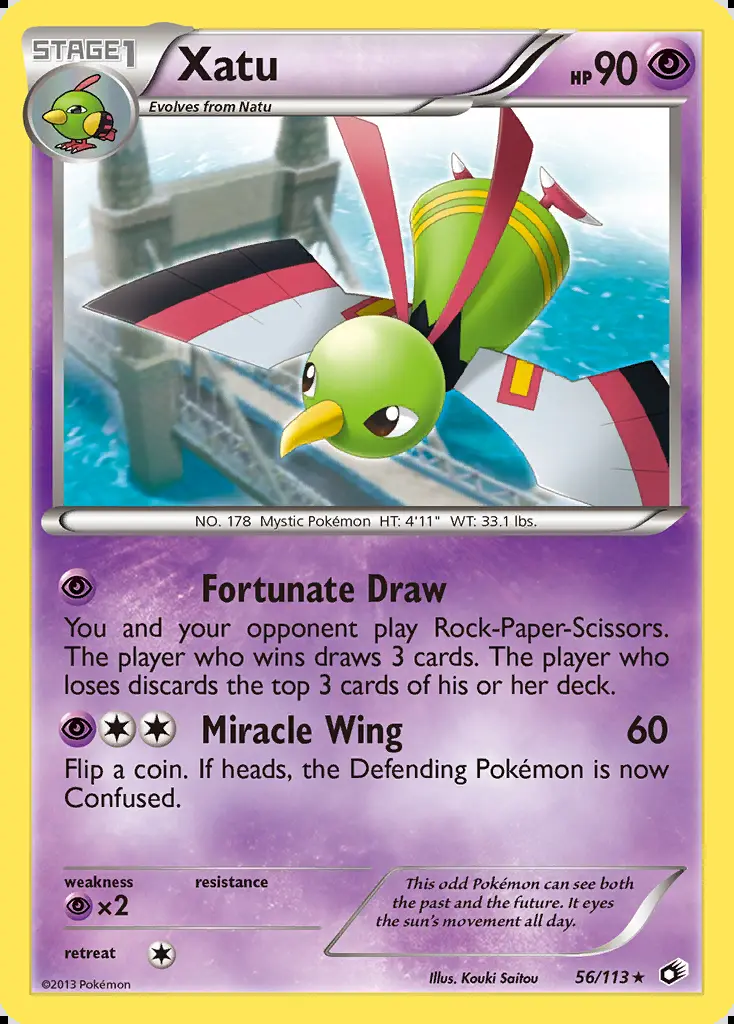 STAGE1
Xatu
HP 90
Evolves from Natu
NO. 178 Mystic Pokémon HT: 4'11" WT: 33.1 lbs.
Fortunate Draw
You and your opponent play Rock-Paper-Scissors.
The player who wins draws 3 cards. The player who
loses discards the top 3 cards of his or her deck.
Miracle Wing 60
Flip a coin. If heads, the Defending Pokémon is now
Confused.
weakness resistance
×2
retreat
This odd Pokémon can see both
the past and the future. It eyes
the sun's movement all day.
©2013 Pokémon
Illus. Kouki Saitou 56/113 ★